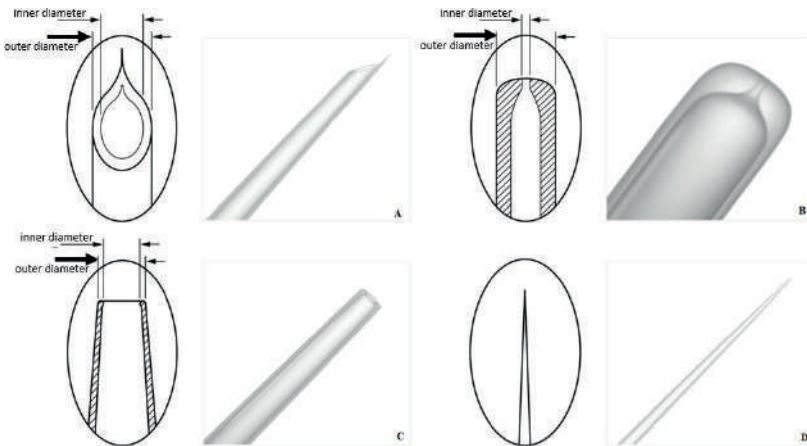 Inner diameter
outer diameter
A
Inner diameter
outer diameter
B
inner diameter
outer diameter
C
D